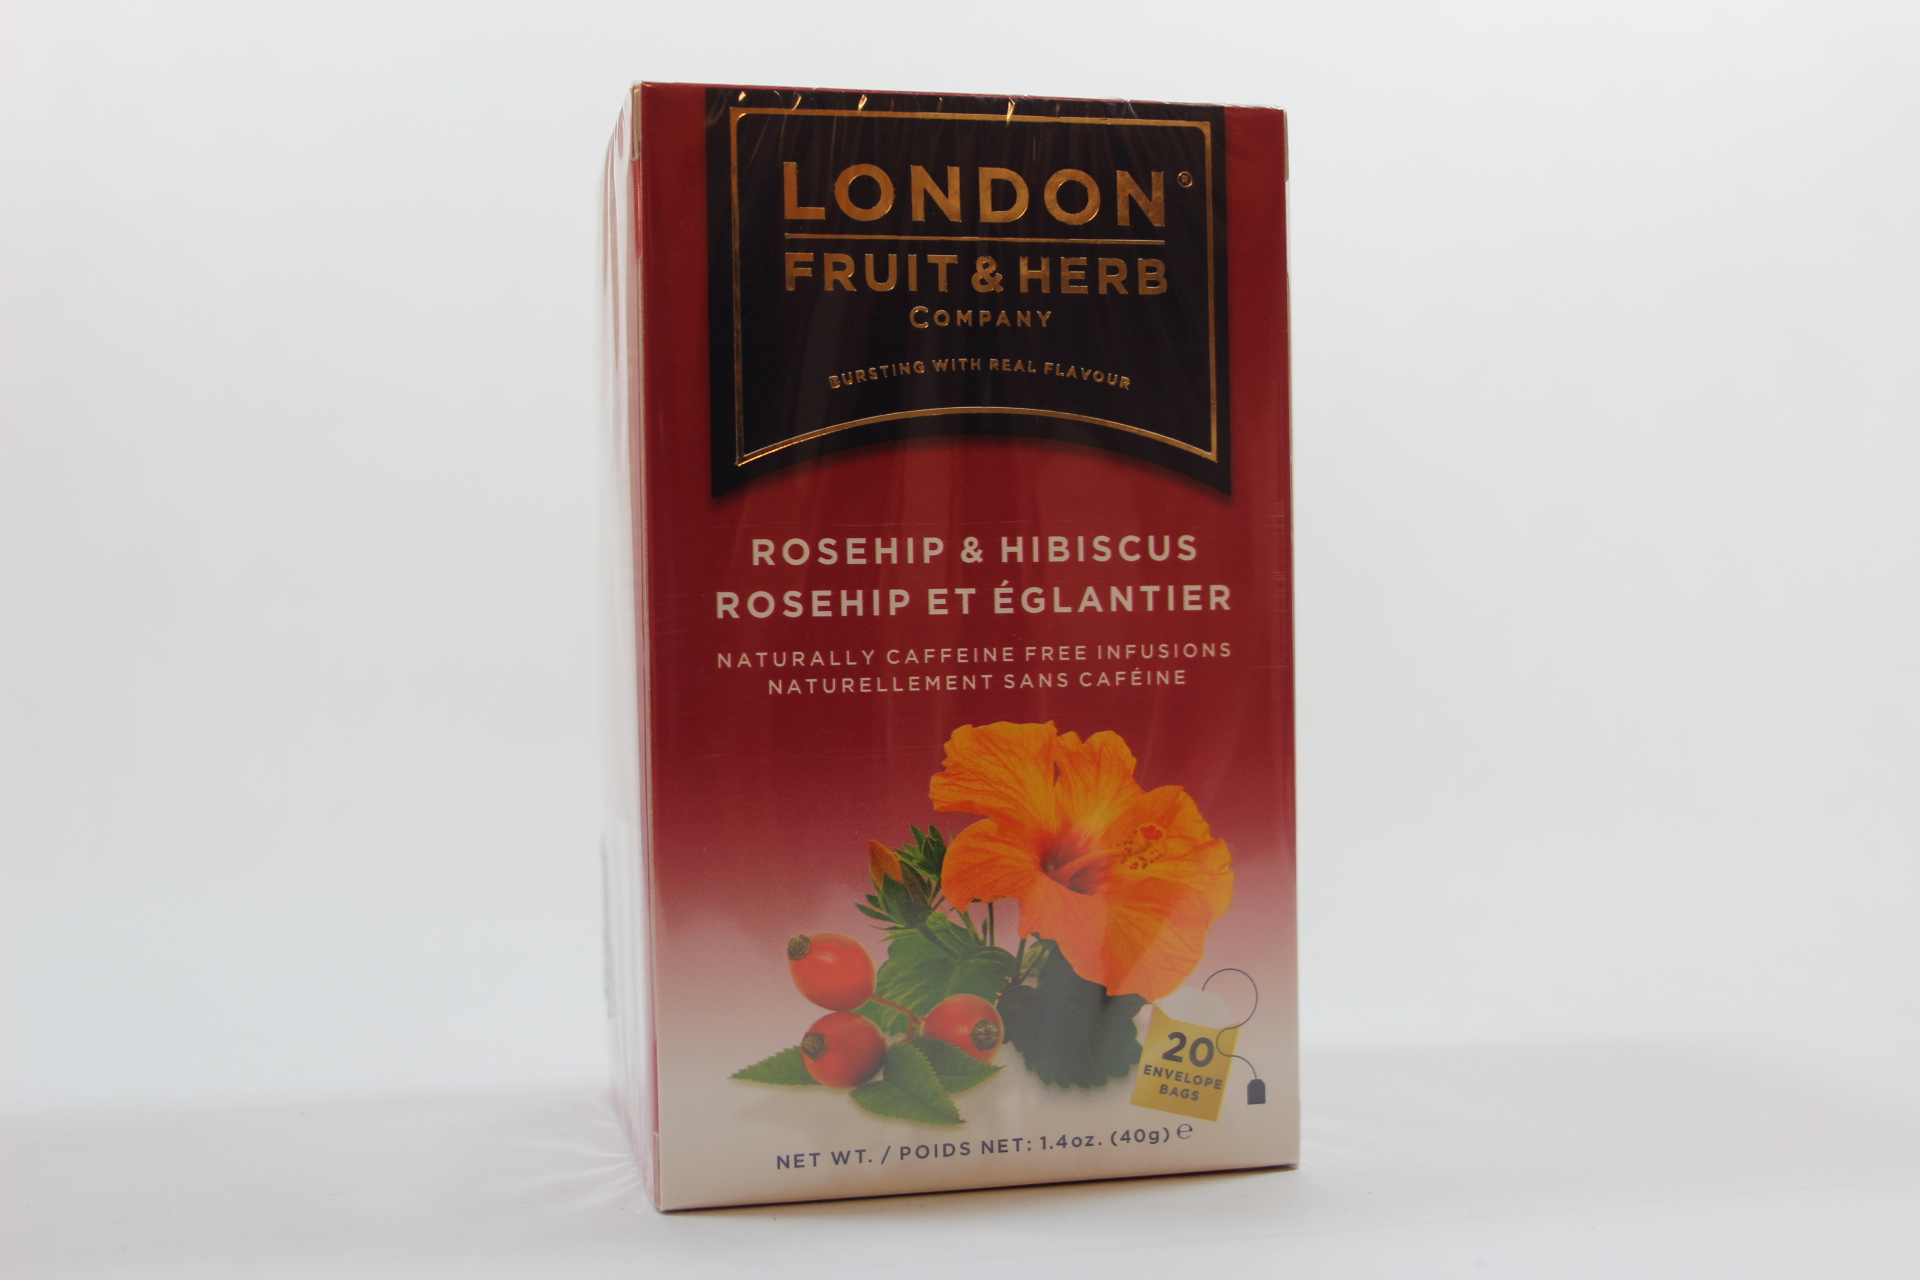 LONDON®
FRUIT & HERB
COMPANY
BURSTING WITH REAL FLAVOUR
ROSEHIP & HIBISCUS
ROSEHIP ET ÉGLANTIER
NATURALLY CAFFEINE FREE INFUSIONS
NATURELLEMENT SANS CAFÉINE
20
ENVELOPE
BAGS
NET WT. / POIDS NET: 1.4oz. (40g) ℮